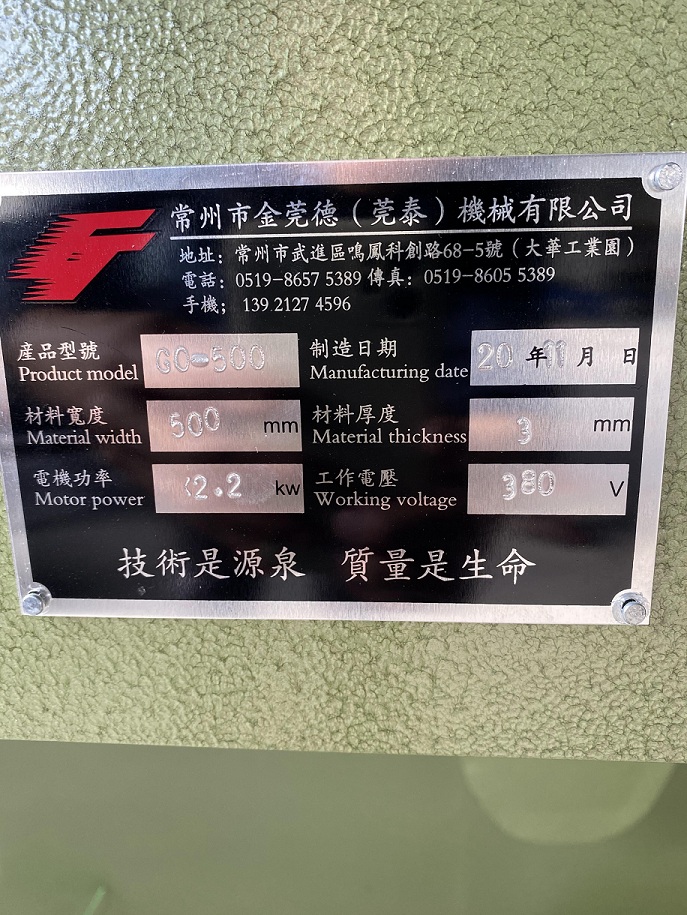 常州市金莞德（莞泰）機械有限公司
地址：常州市武進區鳴鳳科創路68-5號（大華工業園）
電話：0519-8657 5389 傳真：0519-8605 5389
手機；139 2127 4596
産品型號 GO-500 制造日期 20 年 11 月 日
Product model Manufacturing date
材料寬度 500 mm 材料厚度 3 mm
Material width Material thickness
電機功率 2.2 kw 工作電壓 380 V
Motor power Working voltage
技術是源泉 質量是生命